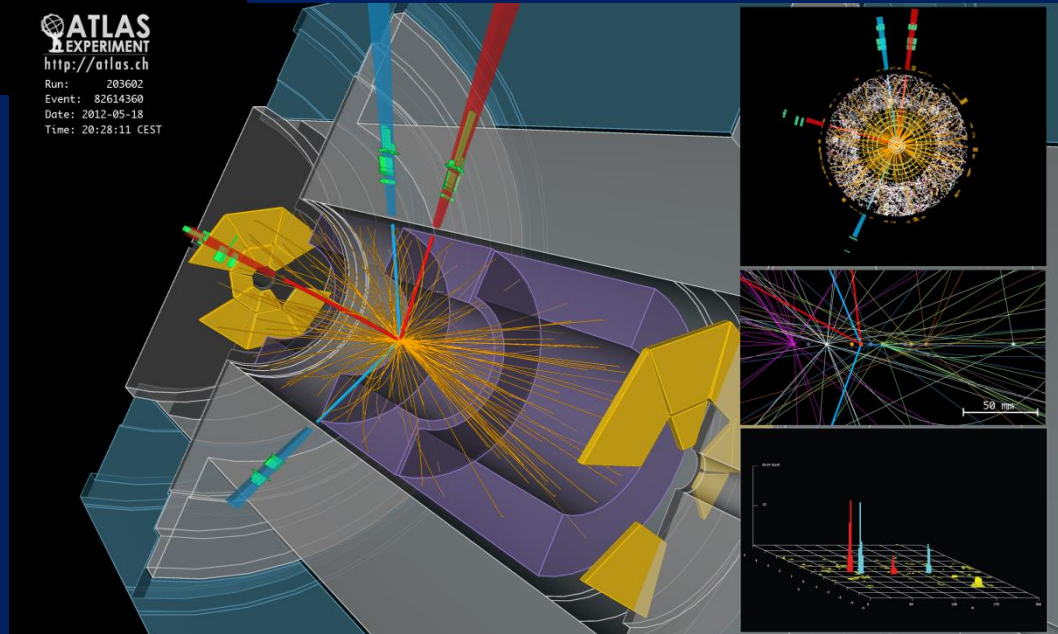 ATLAS
EXPERIMENT
http://atlas.ch
Run: 203602
Event: 82614360
Date: 2012-05-18
Time: 20:28:11 CEST
50 mm